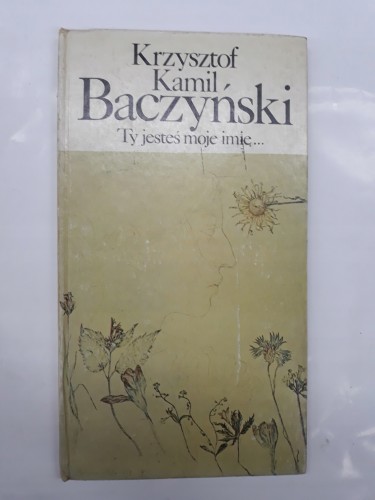 Krzysztof
Kamil
Baczyński
Ty jesteś moje imię...